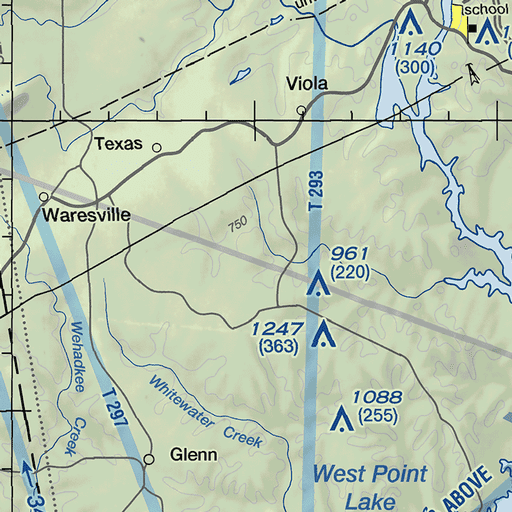 school
1140
(300)
Viola
Texas
T 293
Waresville
750
961
(220)
1247
(363)
1088
(255)
Wehadkee
Creek
T 297
Whitewater Creek
Glenn
West Point
Lake
ABOVE